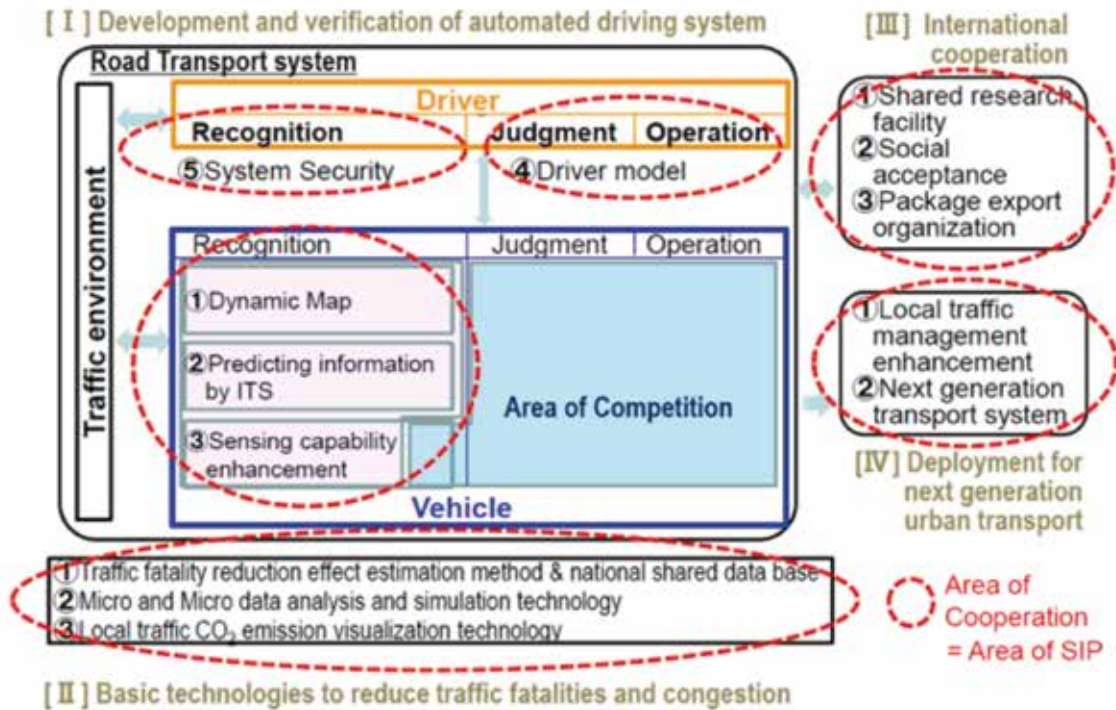 [Ⅰ] Development and verification of automated driving system
Road Transport system
Traffic environment
Driver
Recognition
Judgment
Operation
⑤System Security
④Driver model
Recognition
Judgment
Operation
①Dynamic Map
②Predicting information
by ITS
③Sensing capability
enhancement
Area of Competition
Vehicle
[Ⅲ] International
cooperation
①Shared research
facility
②Social
acceptance
③Package export
organization
①Local traffic
management
enhancement
②Next generation
transport system
[Ⅳ] Deployment for
next generation
urban transport
①Traffic fatality reduction effect estimation method & national shared data base
②Micro and Micro data analysis and simulation technology
③Local traffic CO₂ emission visualization technology
[Ⅱ] Basic technologies to reduce traffic fatalities and congestion
Area of
Cooperation
= Area of SIP